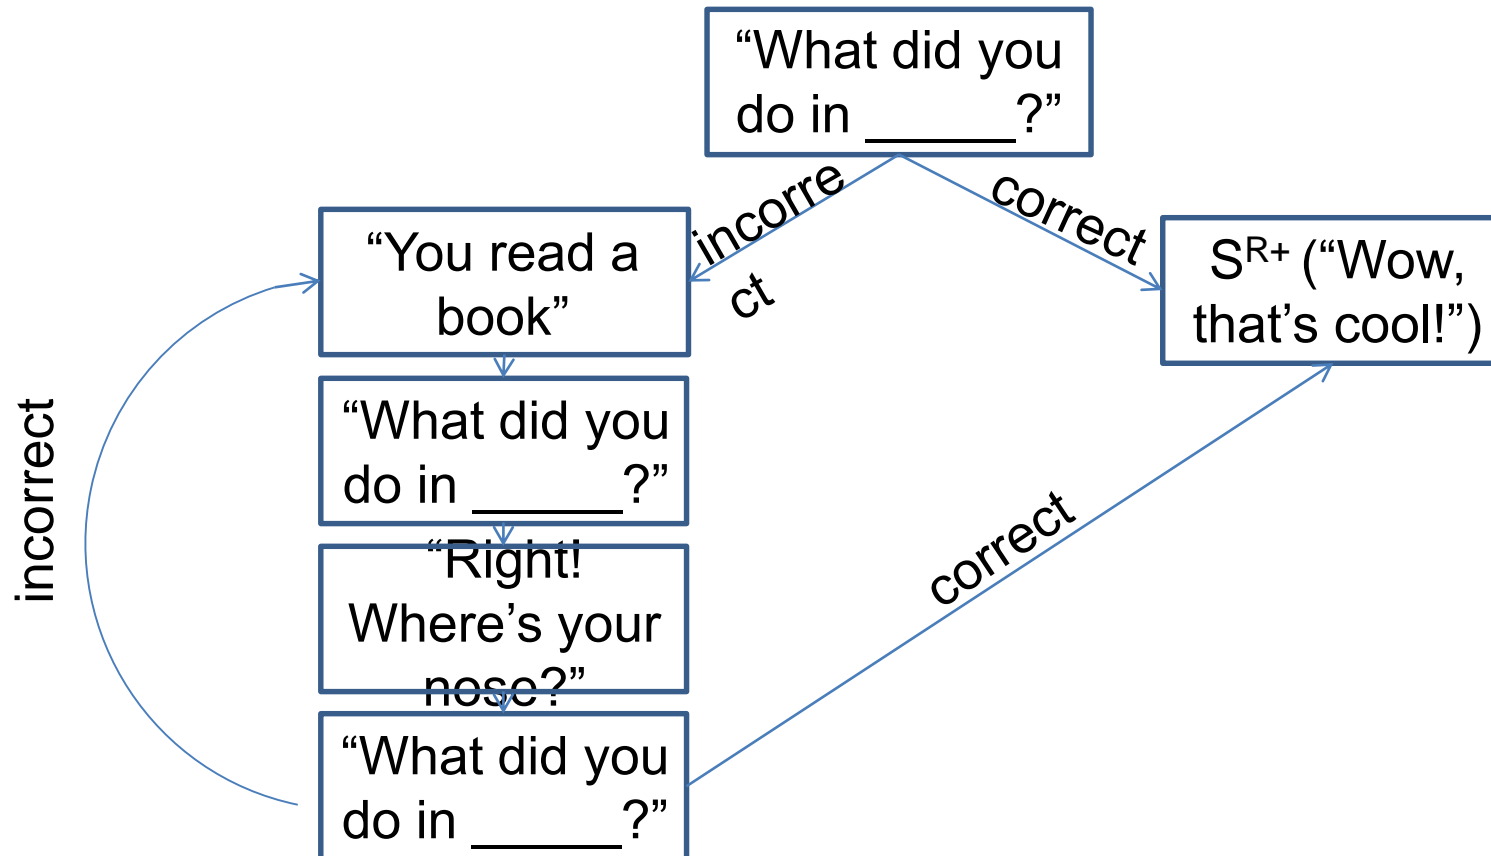 “What did you
do in ______?”
incorre
ct
correct
“You read a
book”
S^R+ (“Wow,
that’s cool!”)
“What did you
do in ______?”
incorrect
“Right!
Where’s your
nose?”
correct
“What did you
do in ______?”